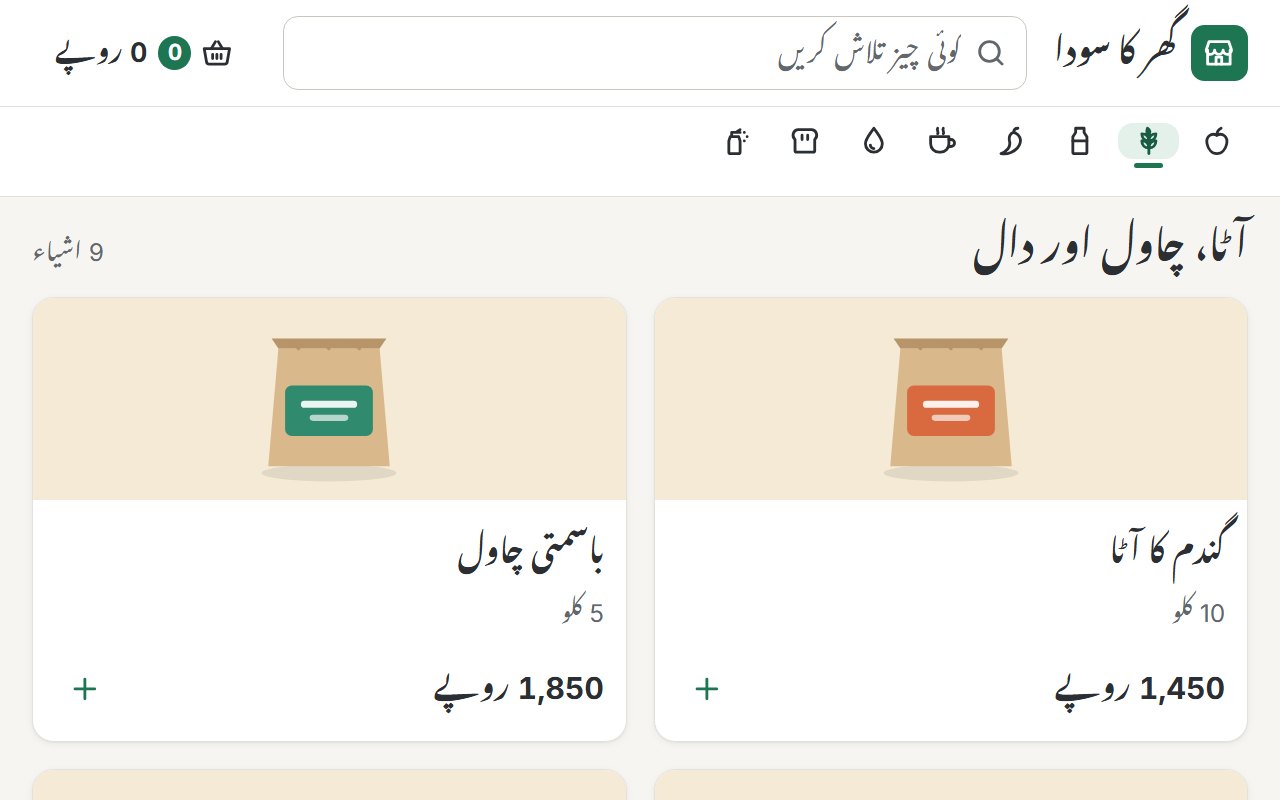 گھر کا سودا
کوئی چیز تلاش کریں
0
0 روپے
آٹا، چاول اور دال
9 اشیاء
گندم کا آٹا
10 کلو
1,450 روپے
باسمتی چاول
5 کلو
1,850 روپے